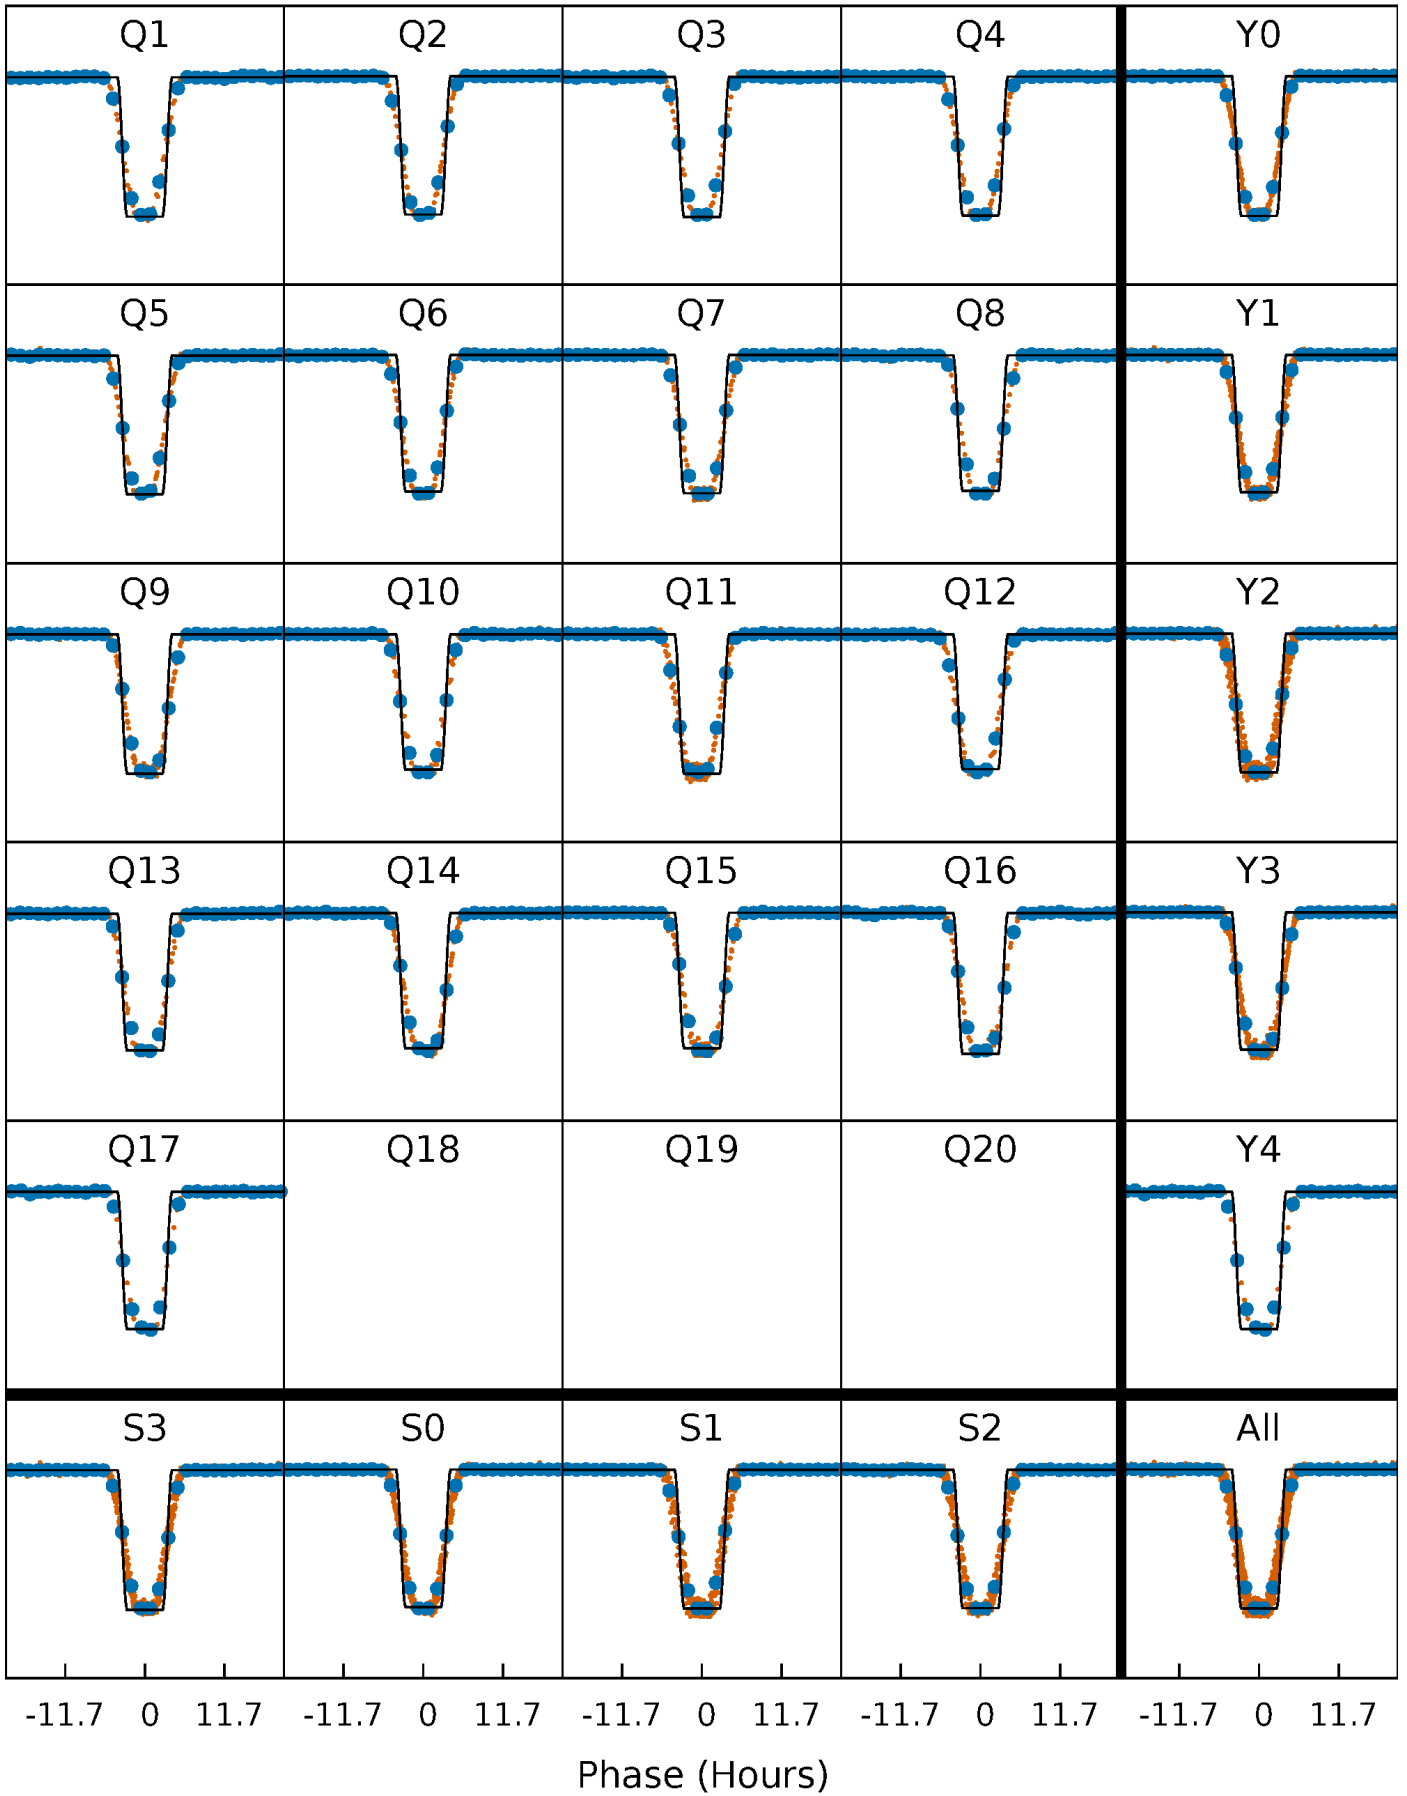 Q1 Q2 Q3 Q4 Y0
Q5 Q6 Q7 Q8 Y1
Q9 Q10 Q11 Q12 Y2
Q13 Q14 Q15 Q16 Y3
Q17 Q18 Q19 Q20 Y4
S3 S0 S1 S2 All
-11.7 0 11.7 -11.7 0 11.7 -11.7 0 11.7 -11.7 0 11.7 -11.7 0 11.7
Phase (Hours)